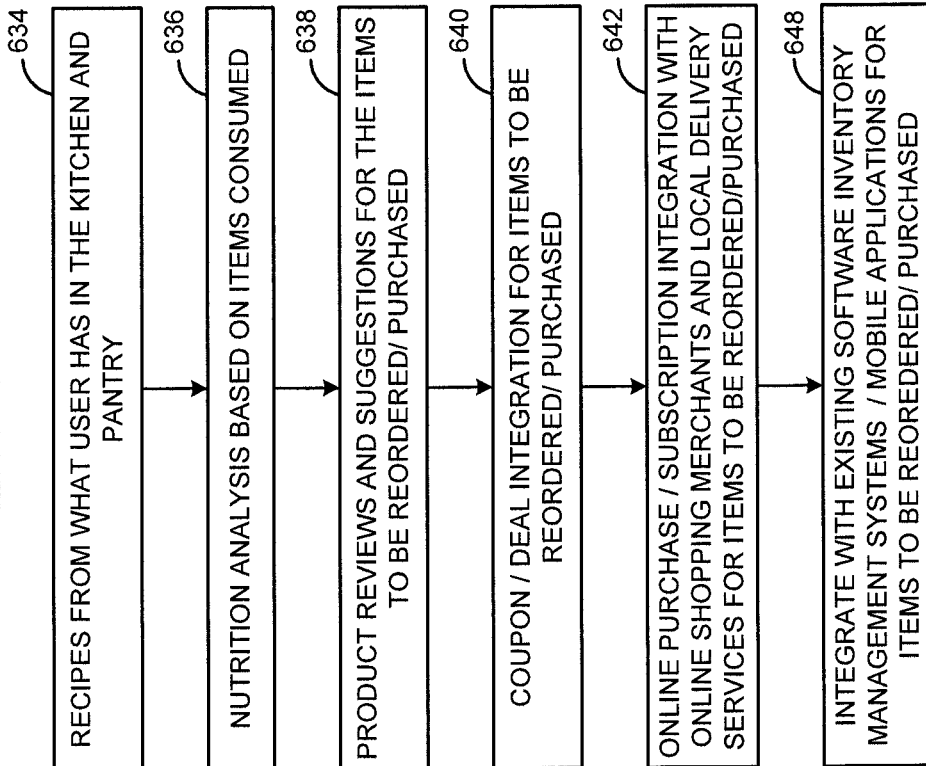 634
RECIPES FROM WHAT USER HAS IN THE KITCHEN AND
PANTRY
636
NUTRITION ANALYSIS BASED ON ITEMS CONSUMED
638
PRODUCT REVIEWS AND SUGGESTIONS FOR THE ITEMS
TO BE REORDERED/ PURCHASED
640
COUPON / DEAL INTEGRATION FOR ITEMS TO BE
REORDERED/ PURCHASED
642
ONLINE PURCHASE / SUBSCRIPTION INTEGRATION WITH
ONLINE SHOPPING MERCHANTS AND LOCAL DELIVERY
SERVICES FOR ITEMS TO BE REORDERED/PURCHASED
648
INTEGRATE WITH EXISTING SOFTWARE INVENTORY
MANAGEMENT SYSTEMS / MOBILE APPLICATIONS FOR
ITEMS TO BE REORDERED/ PURCHASED